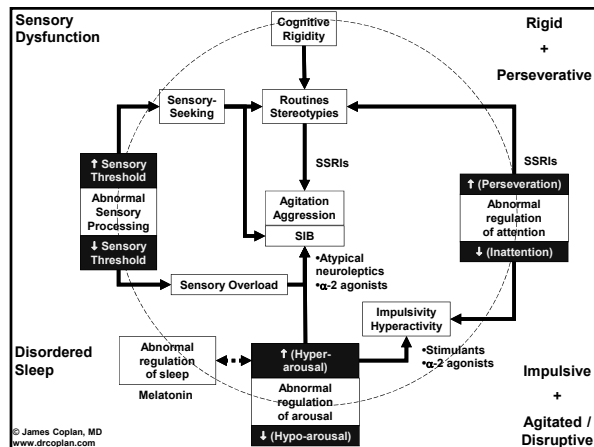 Sensory
Dysfunction
Cognitive
Rigidity
Rigid
+
Perseverative
Sensory-
Seeking
Routines
Stereotypies
SSRIs
SSRIs
↑ Sensory
Threshold
Abnormal
Sensory
Processing
↓ Sensory
Threshold
Agitation
Aggression
SIB
↑ (Perseveration)
Abnormal
regulation
of attention
↓ (Inattention)
•Atypical
neuroleptics
•α-2 agonists
Sensory Overload
Impulsivity
Hyperactivity
•Stimulants
•α-2 agonists
Disordered
Sleep
Abnormal
regulation
of sleep
Melatonin
↑ (Hyper-
arousal)
Abnormal
regulation
of arousal
↓ (Hypo-arousal)
Impulsive
+
Agitated /
Disruptive
© James Coplan, MD
www.drcoplan.com